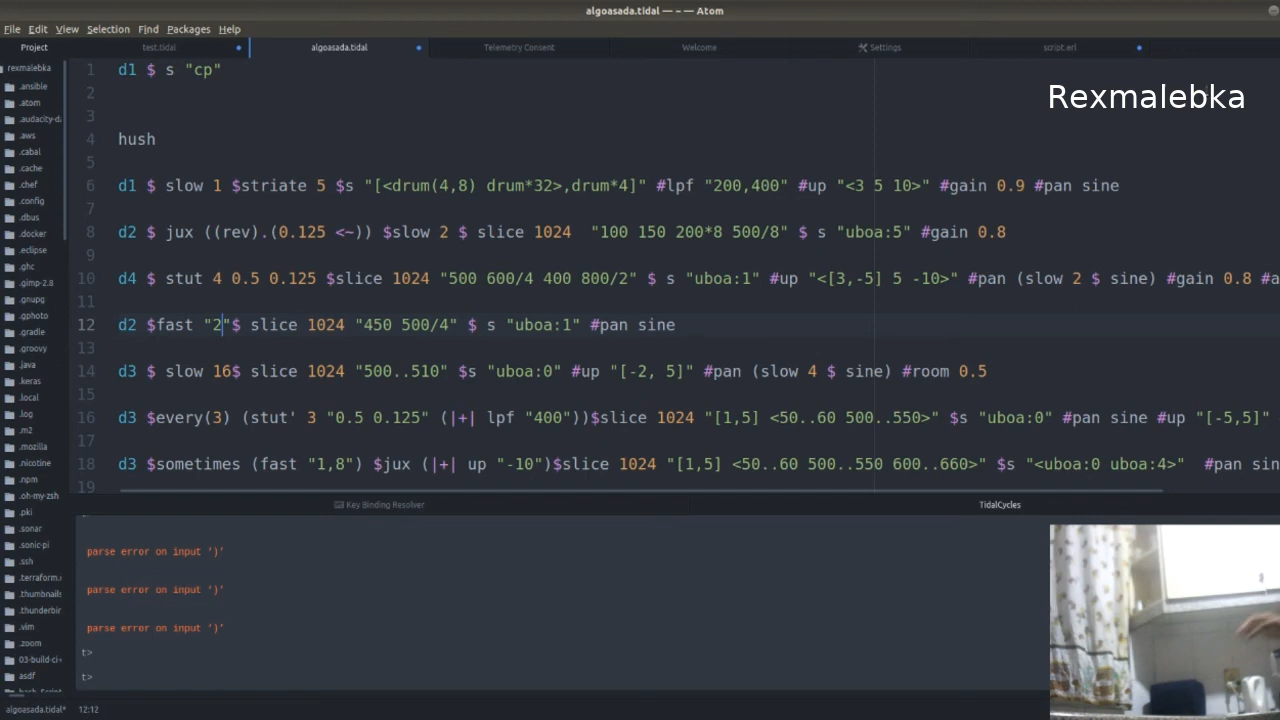 algoasada.tidal — ~ — Atom
File Edit View Selection Find Packages Help
Project
test.tidal
algoasada.tidal
Telemetry Consent
Welcome
Settings
script.erl
rexmalebka
.ansible
.atom
.audacity-d
.aws
.cabal
.cache
.chef
.config
.dbus
.docker
.eclipse
.ghc
.gimp-2.8
.gnupg
.gphoto
.gradle
.groovy
.java
.keras
.local
.log
.m2
.mozilla
.nicotine
.npm
.oh-my-zsh
.pki
.sonar
.sonic-pi
.ssh
.terraform.
.thumbnails
.thunderbir
.vim
.zoom
03-build-ci-
asdf
Rexmalebka
1 d1 $ s "cp"
2
3
4 hush
5
6 d1 $ slow 1 $striate 5 $s "[<drum(4,8) drum*32>,drum*4]" #lpf "200,400" #up "<3 5 10>" #gain 0.9 #pan sine
7
8 d2 $ jux ((rev).(0.125 <~)) $slow 2 $ slice 1024  "100 150 200*8 500/8" $ s "uboa:5" #gain 0.8
9
10 d4 $ stut 4 0.5 0.125 $slice 1024 "500 600/4 400 800/2" $ s "uboa:1" #up "<[3,-5] 5 -10>" #pan (slow 2 $ sine) #gain 0.8 #a
11
12 d2 $fast "2"$ slice 1024 "450 500/4" $ s "uboa:1" #pan sine
13
14 d3 $ slow 16$ slice 1024 "500..510" $s "uboa:0" #up "[-2, 5]" #pan (slow 4 $ sine) #room 0.5
15
16 d3 $every(3) (stut' 3 "0.5 0.125" (|+| lpf "400"))$slice 1024 "[1,5] <50..60 500..550>" $s "uboa:0" #pan sine #up "[-5,5]"
17
18 d3 $sometimes (fast "1,8") $jux (|+| up "-10")$slice 1024 "[1,5] <50..60 500..550 600..660>" $s "<uboa:0 uboa:4>"  #pan sin
19
Key Binding Resolver
TidalCycles
parse error on input ‘)’
parse error on input ‘)’
parse error on input ‘)’
t>
t>
algoasada.tidal* 12:12